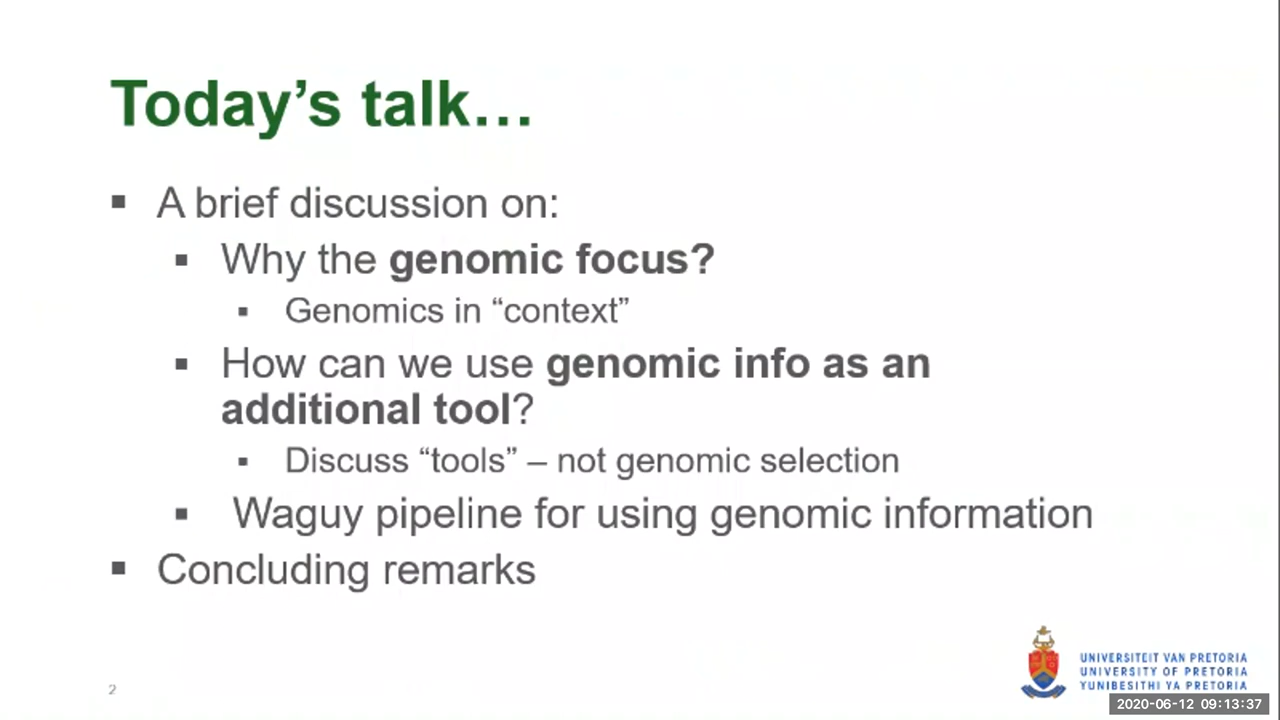 Today’s talk…
▪ A brief discussion on:
▪ Why the genomic focus?
▪ Genomics in “context”
▪ How can we use genomic info as an
additional tool?
▪ Discuss “tools” – not genomic selection
▪ Waguy pipeline for using genomic information
▪ Concluding remarks
2
UNIVERSITEIT VAN PRETORIA
UNIVERSITY OF PRETORIA
YUNIBESITHI YA PRETORIA
2020-06-12 09:13:37